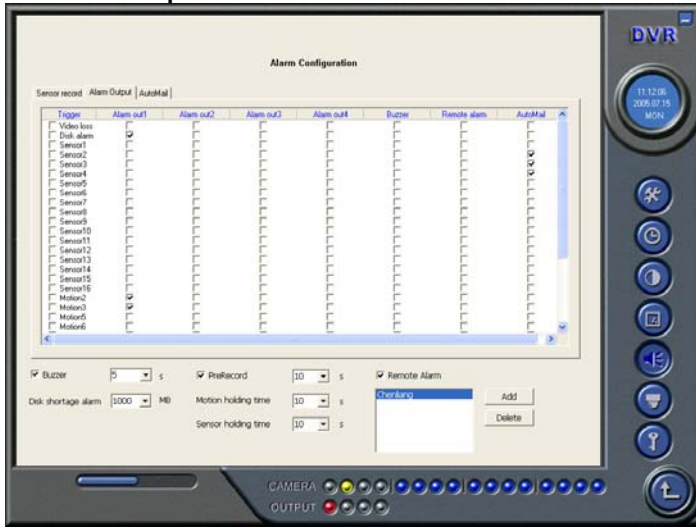 DVR
Alarm Configuration
11:12:06
2005.07.15
MON
Sensor record Alarm Output AutoMail
Trigger Alarm out1 Alarm out2 Alarm out3 Alarm out4 Buzzer Remote alarm AutoMail
Video loss
Disk alarm
Sensor1
Sensor2
Sensor3
Sensor4
Sensor5
Sensor6
Sensor7
Sensor8
Sensor9
Sensor10
Sensor11
Sensor12
Sensor13
Sensor14
Sensor15
Sensor16
Motion2
Motion3
Motion5
Motion6
Buzzer 5 s PreRecord 10 s Remote Alarm
Disk shortage alarm 1000 MB Motion holding time 10 s Chenliang Add
Sensor holding time 10 s Delete
CAMERA
OUTPUT